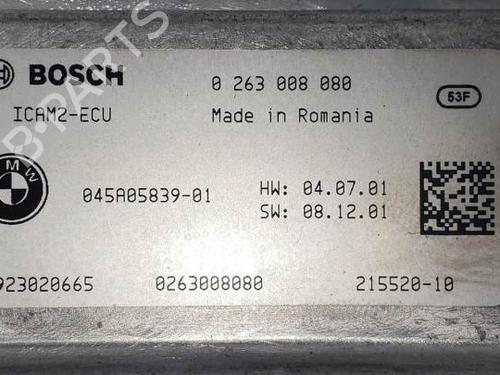 BOSCH 0 263 008 080
ICAM2-ECU Made in Romania 53F
BMW 045A05839-01 HW: 04.07.01
SW: 08.12.01
923020665 0263008080 215520-10